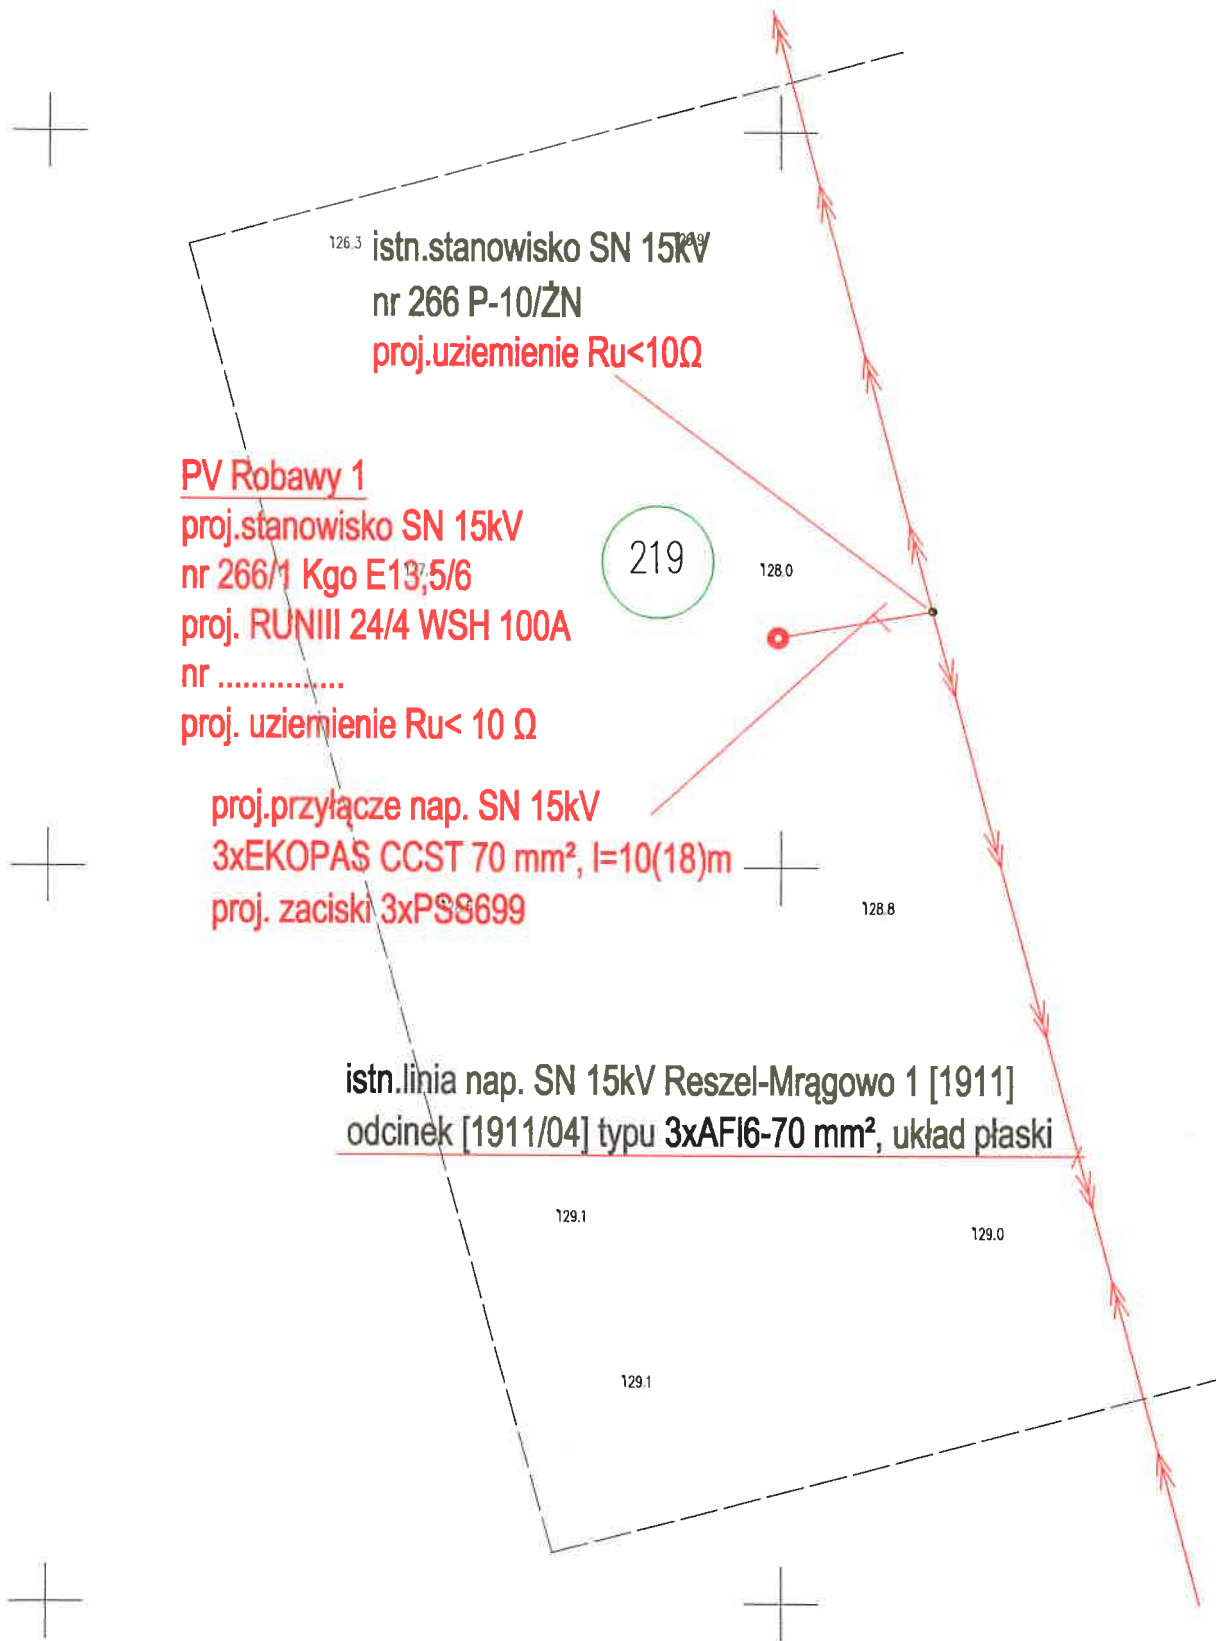 126.3 istn.stanowisko SN 15kV
nr 266 P-10/ŻN
proj.uziemienie Ru<10Ω
PV Robawy 1
proj.stanowisko SN 15kV
nr 266/1 Kgo E13,5/6
proj. RUNIII 24/4 WSH 100A
nr ...............
proj. uziemienie Ru< 10 Ω
219
128.0
proj.przyłącze nap. SN 15kV
3xEKOPAS CCST 70 mm², l=10(18)m
proj. zaciski 3xPSS699
128.8
istn.linia nap. SN 15kV Reszel-Mrągowo 1 [1911]
odcinek [1911/04] typu 3xAFl6-70 mm², układ płaski
129.1
129.0
129.1